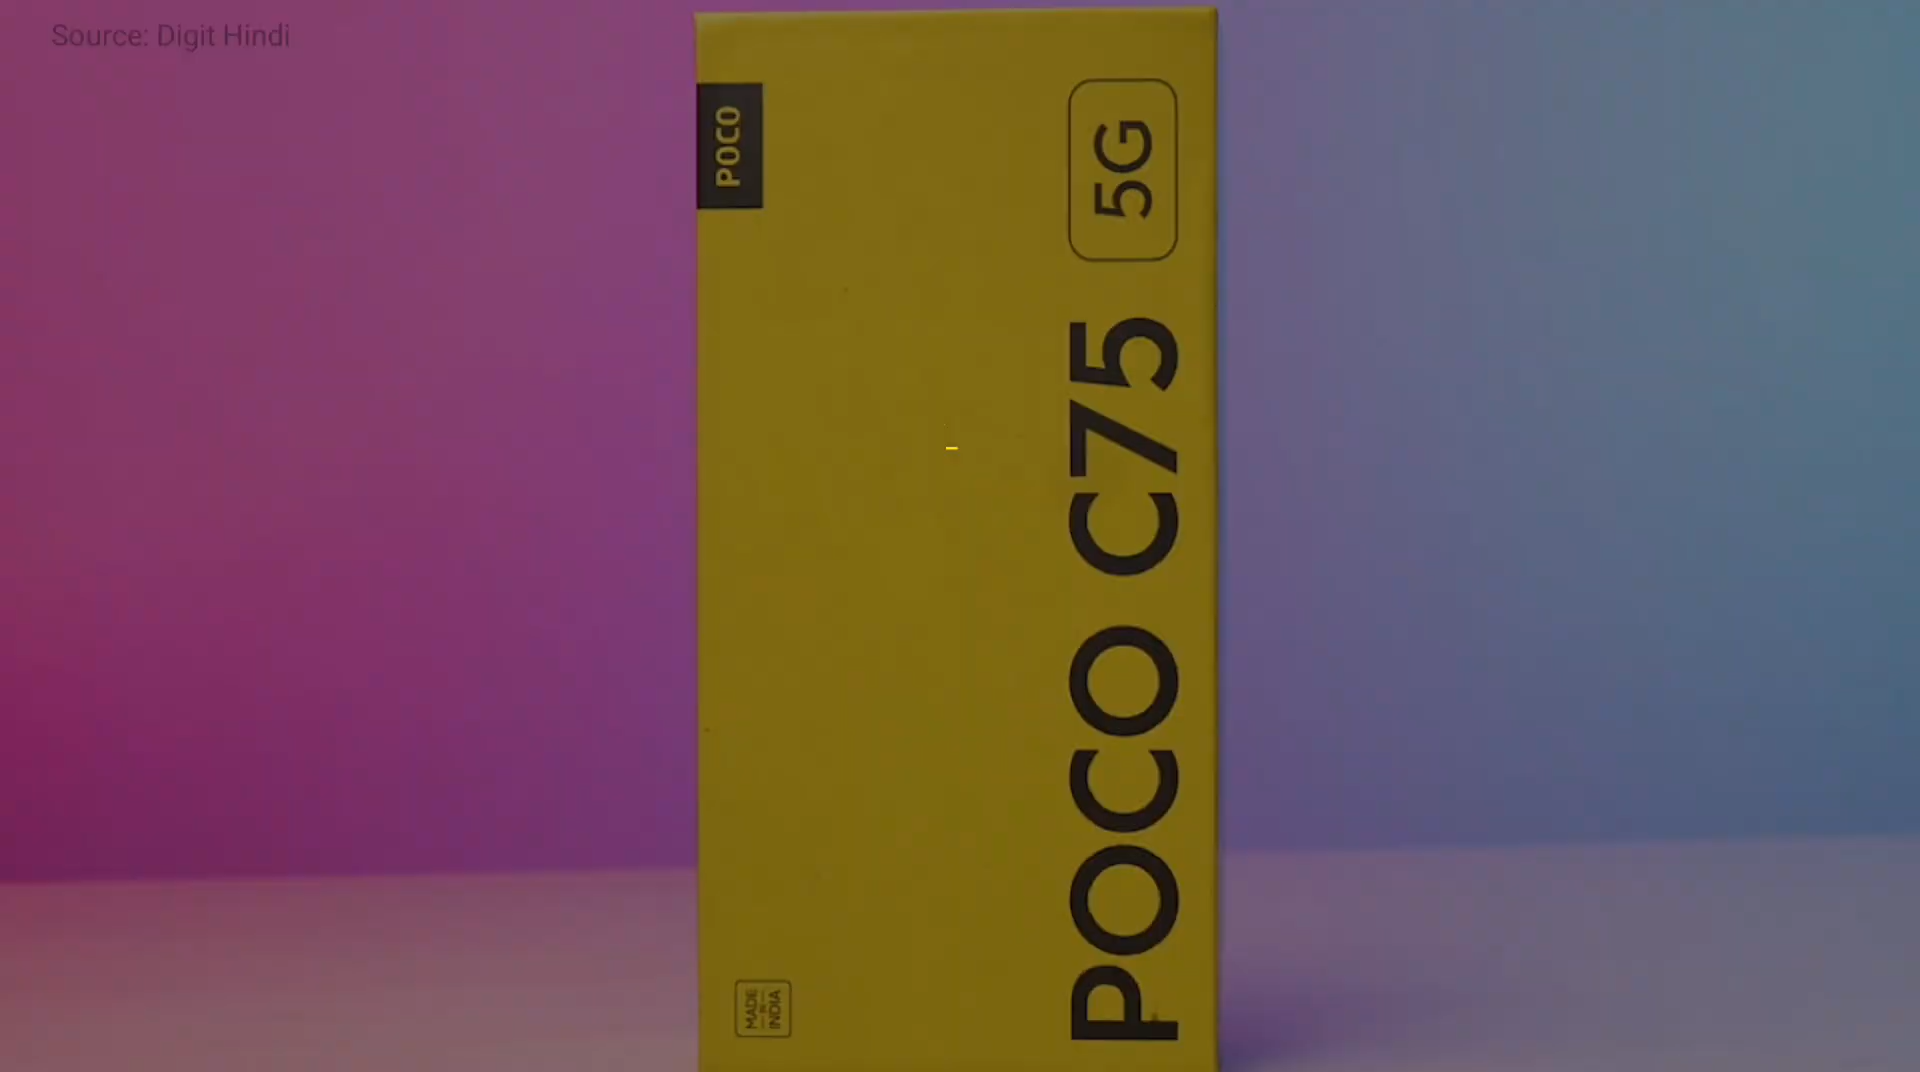 Source: Digit Hindi
POCO
5G
POCO C75
MADE
IN
INDIA